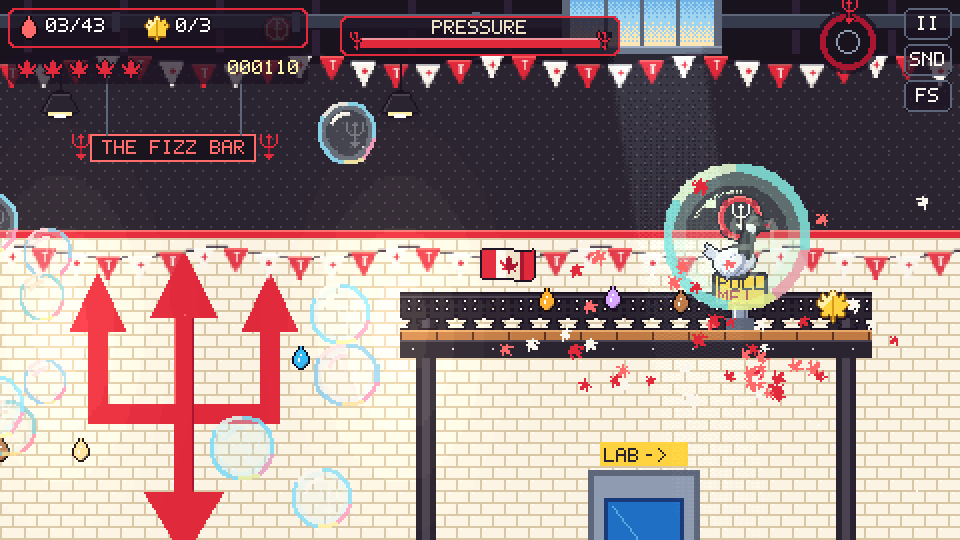 03/43 0/3
PRESSURE
II
SND
FS
000110
THE FIZZ BAR
LAB ->